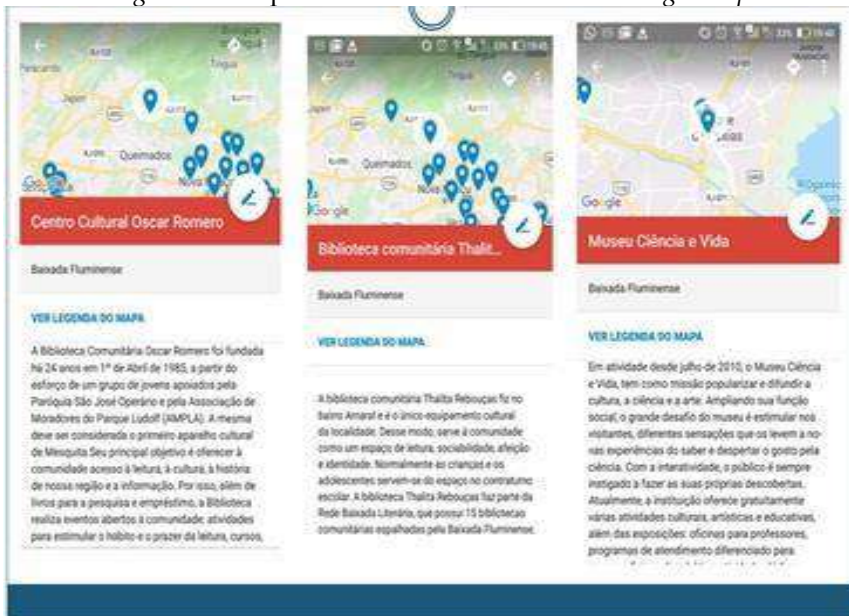 Japeri
Queimados
Tinguá
Google
Centro Cultural Oscar Romero
Baixada Fluminense
VER LEGENDA DO MAPA
A Biblioteca Comunitária Oscar Romero foi fundada
há 24 anos em 1º de Abril de 1985, a partir do
esforço de um grupo de jovens apoiados pela
Paróquia São José Operário e pela Associação de
Moradores do Parque Ludolf (AMPLA). A mesma
deve ser considerada o primeiro aparelho cultural
de Mesquita Seu principal objetivo é oferecer à
comunidade acesso à leitura, à cultura, à história
de nossa região e a informação. Por isso, além de
livros para a pesquisa e empréstimo, a Biblioteca
realiza eventos abertos à comunidade: atividades
para estimular o hábito e o prazer da leitura, cursos,
33% 19:40
Queimados
Google
Biblioteca comunitária Thalit...
Baixada Fluminense
VER LEGENDA DO MAPA
A biblioteca comunitária Thalita Rebouças fiz no
bairro Amaral e é o único equipamento cultural
da localidade. Desse modo, serve à comunidade
como um espaço de leitura, sociabilidade, afeição
e identidade. Normalmente as crianças e os
adolescentes servem-se do espaço no contraturno
escolar. A biblioteca Thalita Rebouças faz parte da
Rede Baixada Literária, que possui 15 bibliotecas
comunitárias espalhadas pela Baixada Fluminense.
33%
Google
Museu Ciência e Vida
Baixada Fluminense
VER LEGENDA DO MAPA
Em atividade desde julho de 2010, o Museu Ciência
e Vida, tem como missão popularizar e difundir a
cultura, a ciência e a arte. Ampliando sua função
social, o grande desafio do museu é estimular nos
visitantes, diferentes sensações que os levem a no-
vas experiências do saber e despertar o gosto pela
ciência. Com a interatividade, o público é sempre
instigado a fazer as suas próprias descobertas.
Atualmente, a instituição oferece gratuitamente
várias atividades culturais, artísticas e educativas,
além das exposições: oficinas para professores,
programas de atendimento diferenciado para